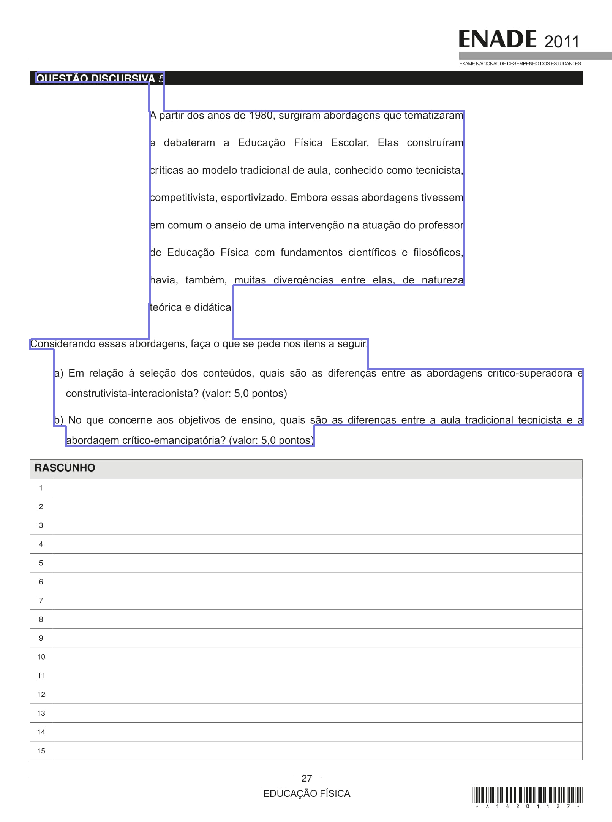 ENADE 2011
EXAME NACIONAL DE DESEMPENHO DOS ESTUDANTES
QUESTÃO DISCURSIVA 5
A partir dos anos de 1980, surgiram abordagens que tematizaram
e debateram a Educação Física Escolar. Elas construíram
críticas ao modelo tradicional de aula, conhecido como tecnicista,
competitivista, esportivizado. Embora essas abordagens tivessem
em comum o anseio de uma intervenção na atuação do professor
de Educação Física com fundamentos científicos e filosóficos,
havia, também, muitas divergências entre elas, de natureza
teórica e didática.
Considerando essas abordagens, faça o que se pede nos itens a seguir.
a) Em relação à seleção dos conteúdos, quais são as diferenças entre as abordagens crítico-superadora e
construtivista-interacionista? (valor: 5,0 pontos)
b) No que concerne aos objetivos de ensino, quais são as diferenças entre a aula tradicional tecnicista e a
abordagem crítico-emancipatória? (valor: 5,0 pontos)
RASCUNHO
1
2
3
4
5
6
7
8
9
10
11
12
13
14
15
27
EDUCAÇÃO FÍSICA